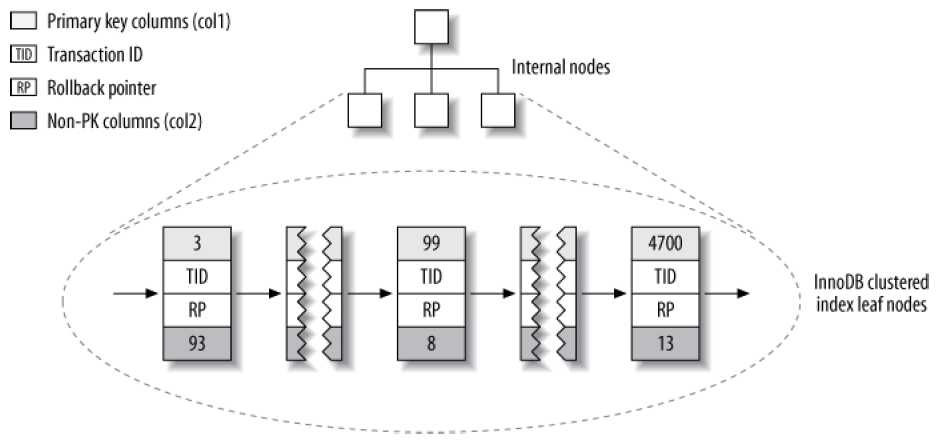 Primary key columns (col1)
TID Transaction ID
RP Rollback pointer
Non-PK columns (col2)
Internal nodes
3 99 4700
TID TID TID
RP RP RP
93 8 13
InnoDB clustered
index leaf nodes